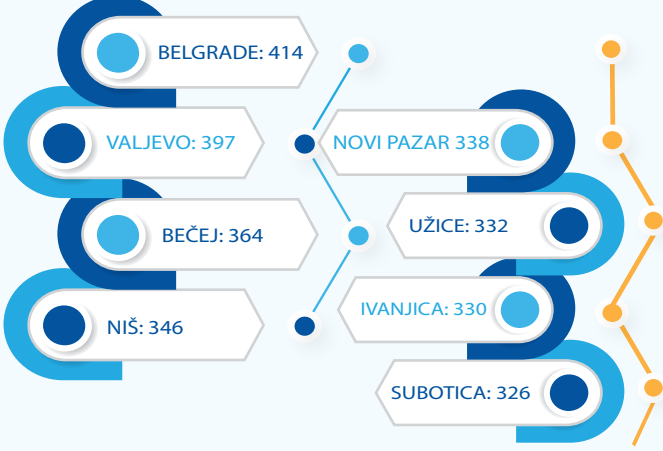 BELGRADE: 414
VALJEVO: 397
BEČEJ: 364
NIŠ: 346
NOVI PAZAR 338
UŽICE: 332
IVANJICA: 330
SUBOTICA: 326